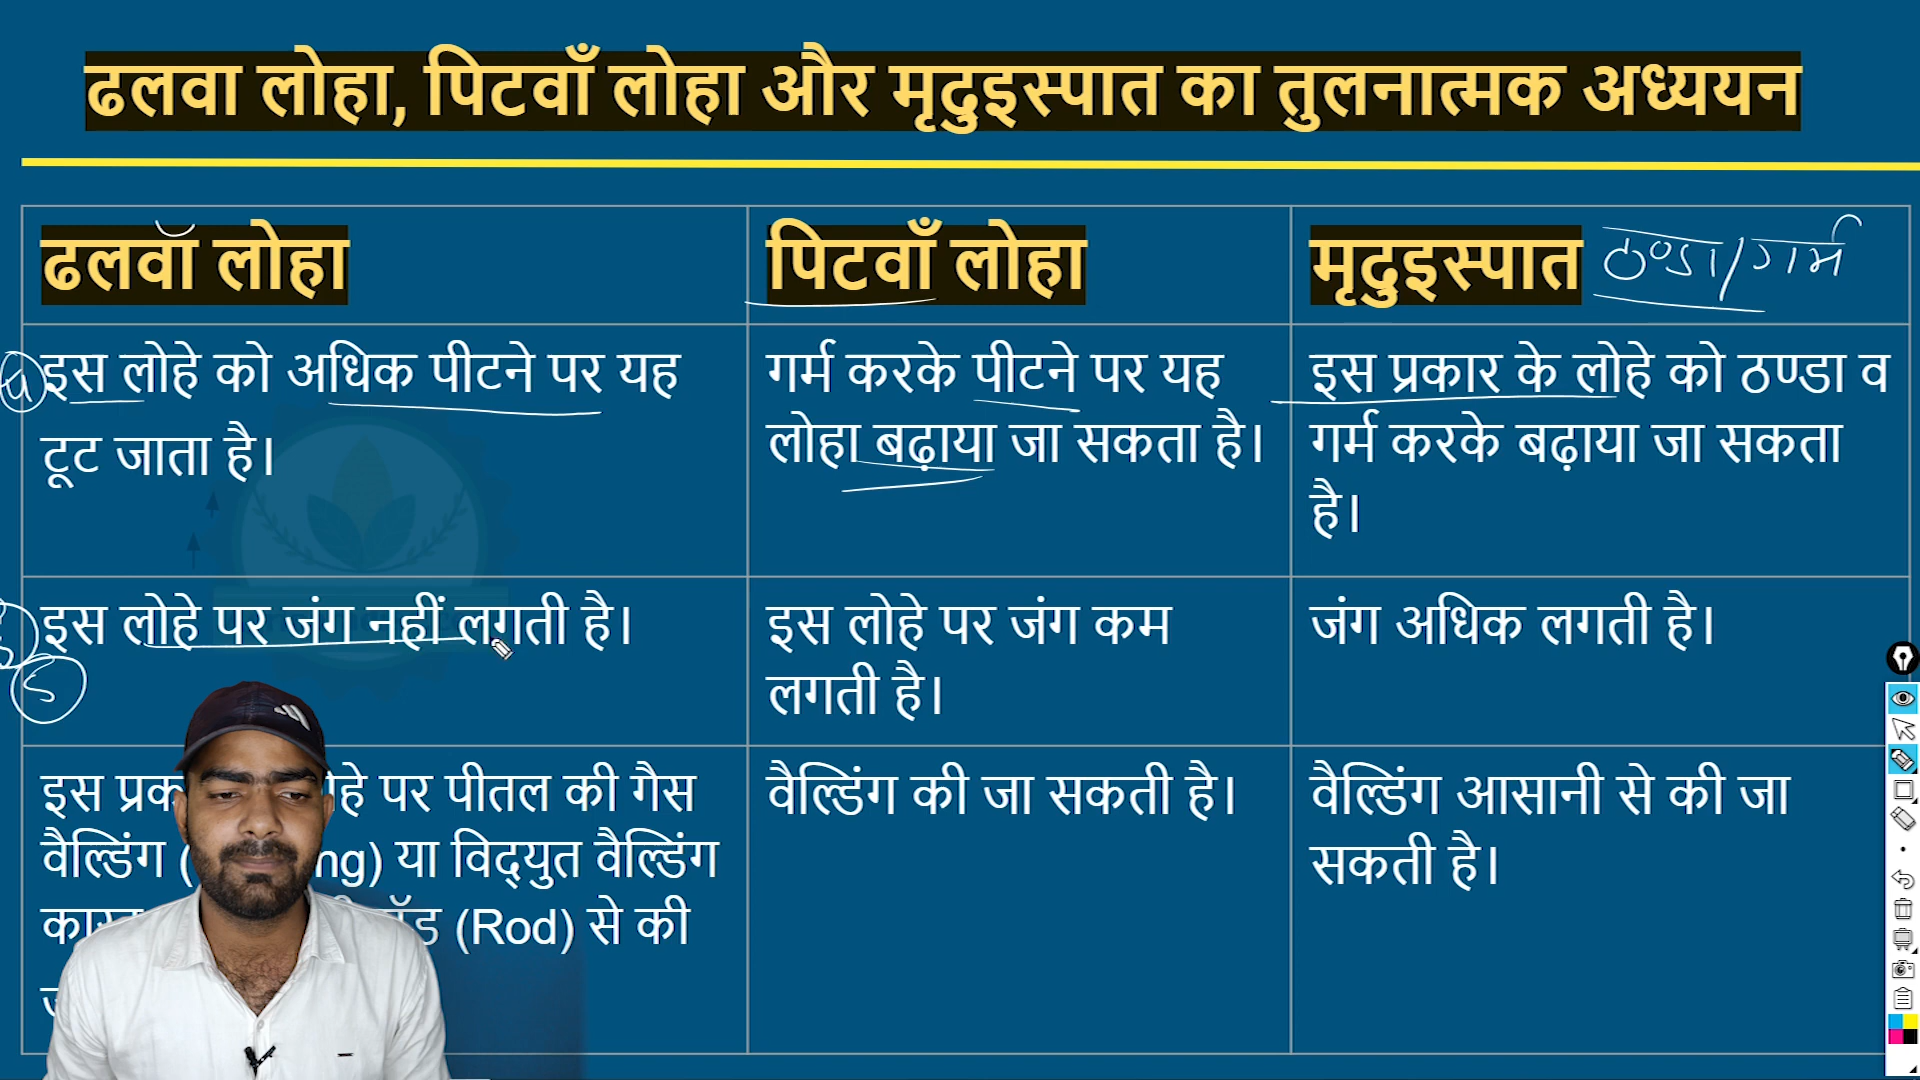 ढलवा लोहा, पिटवाँ लोहा और मृदुइस्पात का तुलनात्मक अध्ययन
ढलवॉ लोहा
पिटवाँ लोहा
मृदुइस्पात ठण्डा/गर्म
इस लोहे को अधिक पीटने पर यह
टूट जाता है।
गर्म करके पीटने पर यह
लोहा बढ़ाया जा सकता है।
इस प्रकार के लोहे को ठण्डा व
गर्म करके बढ़ाया जा सकता
है।
इस लोहे पर जंग नहीं लगती है।
इस लोहे पर जंग कम
लगती है।
जंग अधिक लगती है।
इस हे पर पीतल की गैस
वैल्डिंग या विद्युत वैल्डिंग
(Rod) से की
वैल्डिंग की जा सकती है।
वैल्डिंग आसानी से की जा
सकती है।